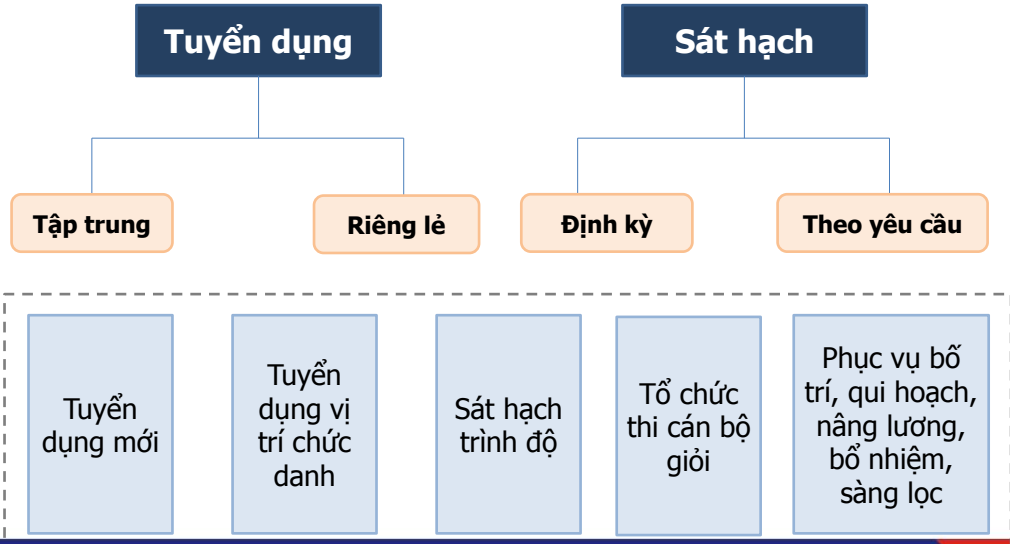 Tuyển dụng
Sát hạch
Tập trung
Riêng lẻ
Định kỳ
Theo yêu cầu
Tuyển
dụng mới
Tuyển
dụng vị
trí chức
danh
Sát hạch
trình độ
Tổ chức
thi cán bộ
giỏi
Phục vụ bố
trí, qui hoạch,
nâng lương,
bổ nhiệm,
sàng lọc